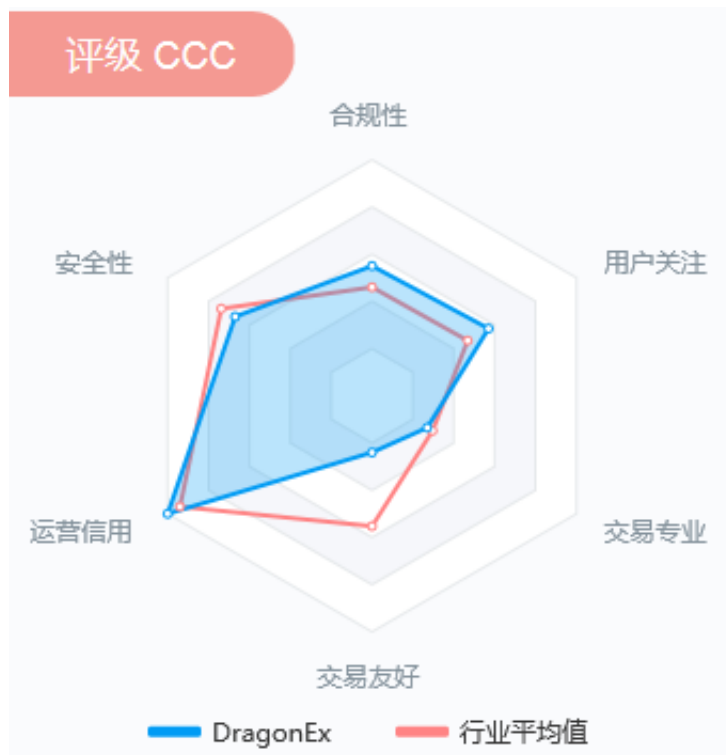 评级 CCC
合规性
安全性
用户关注
运营信用
交易专业
交易友好
DragonEx
行业平均值